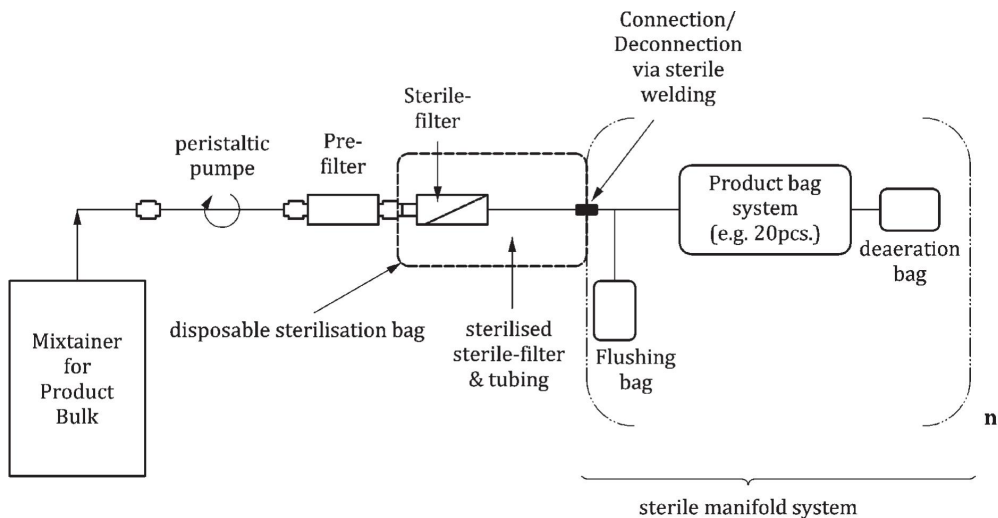 Connection/
Deconnection
via sterile
welding
Sterile-
filter
peristaltic
pumpe
Pre-
filter
Product bag
system
(e.g. 20pcs.)
deaeration
bag
disposable sterilisation bag
sterilised
sterile-filter
& tubing
Flushing
bag
Mixtainer
for
Product
Bulk
n
sterile manifold system